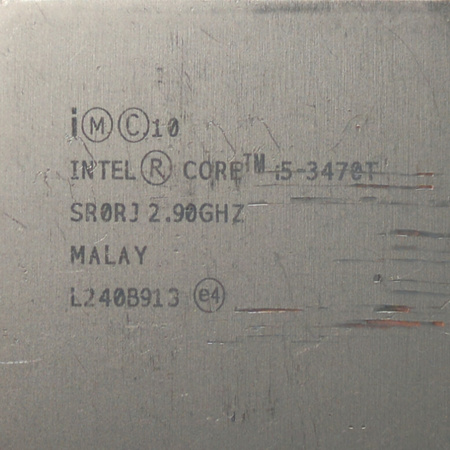 iⓂⒸ10
INTEL® CORE™ i5-3470T
SR0RJ 2.90GHZ
MALAY
L240B913 e4